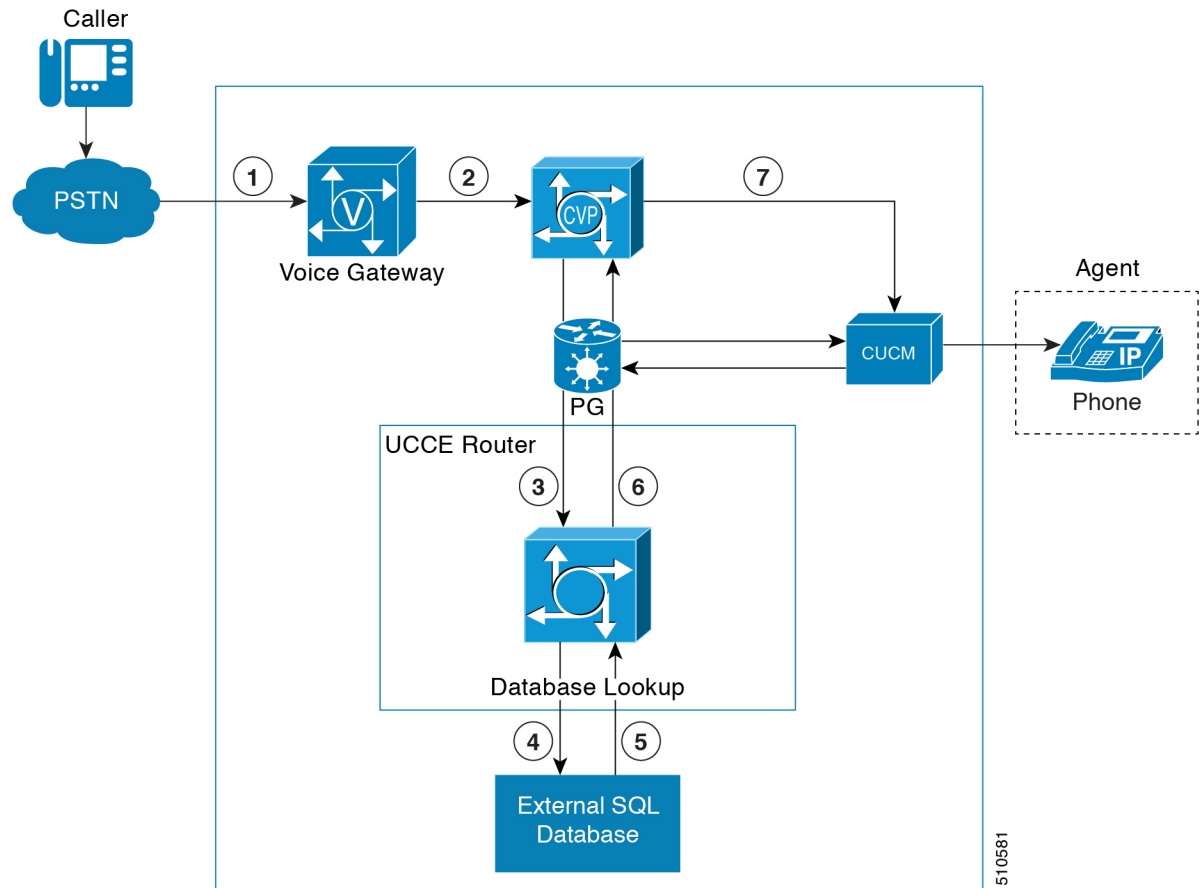 Caller
PSTN
1
2
7
V
CVP
Voice Gateway
Agent
CUCM
IP
Phone
PG
UCCE Router
3
6
Database Lookup
4
5
External SQL
Database
510581